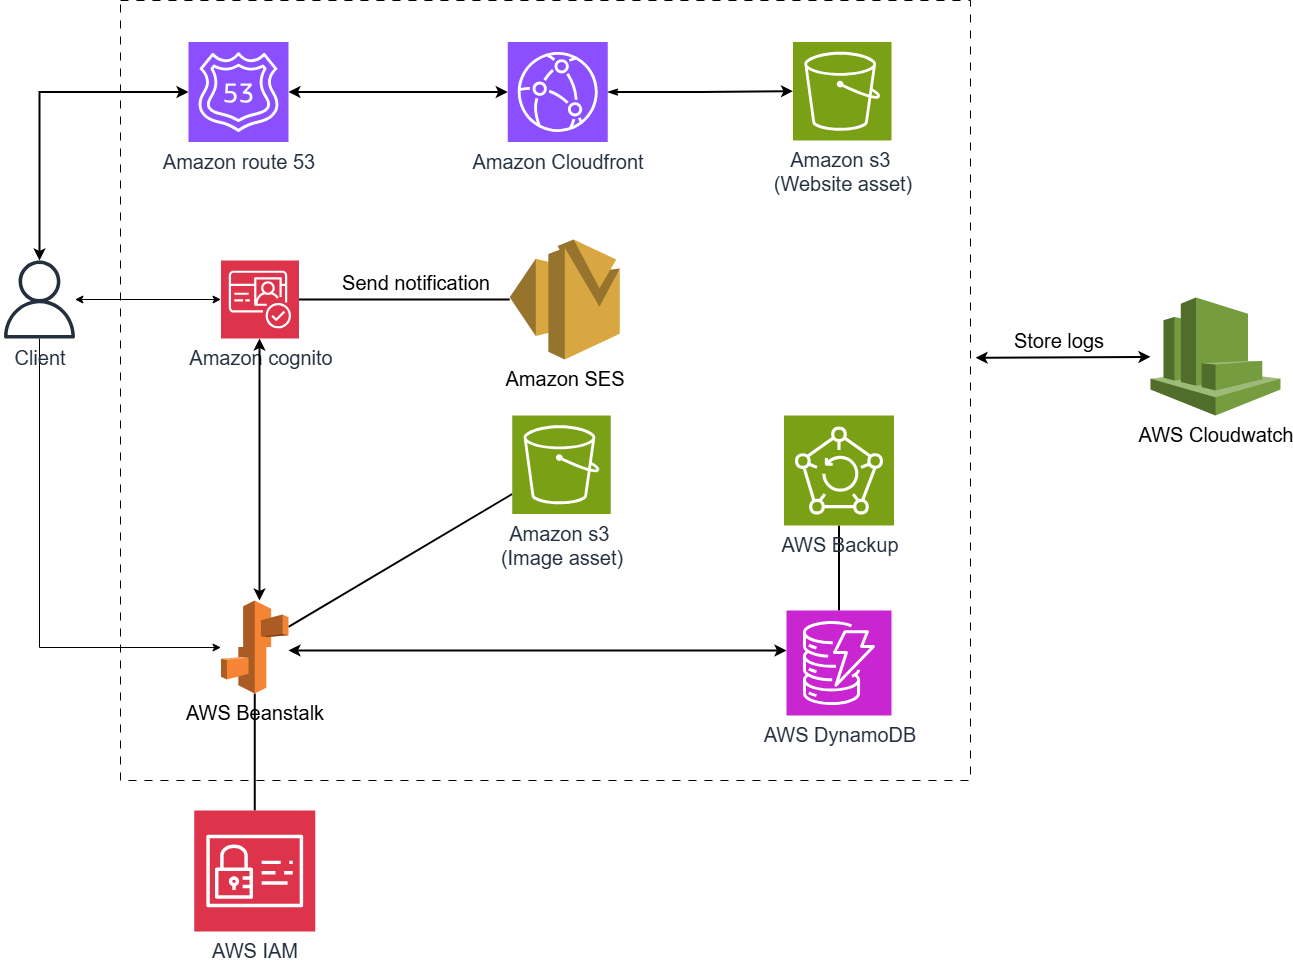 53
Amazon route 53
Amazon Cloudfront
Amazon s3
(Website asset)
Send notification
Client
Amazon cognito
Amazon SES
Store logs
AWS Cloudwatch
Amazon s3
(Image asset)
AWS Backup
AWS Beanstalk
AWS DynamoDB
AWS IAM